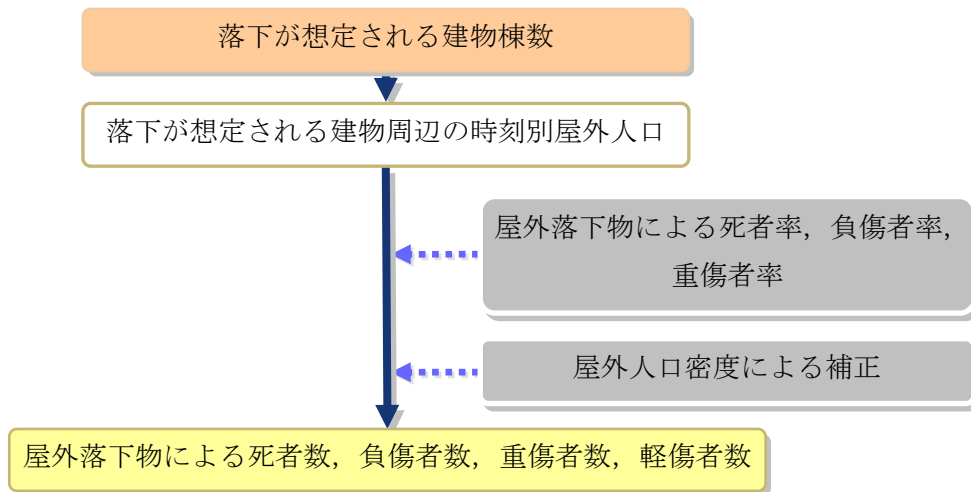 落下が想定される建物棟数
落下が想定される建物周辺の時刻別屋外人口
屋外落下物による死者率，負傷者率，
重傷者率
屋外人口密度による補正
屋外落下物による死者数，負傷者数，重傷者数，軽傷者数